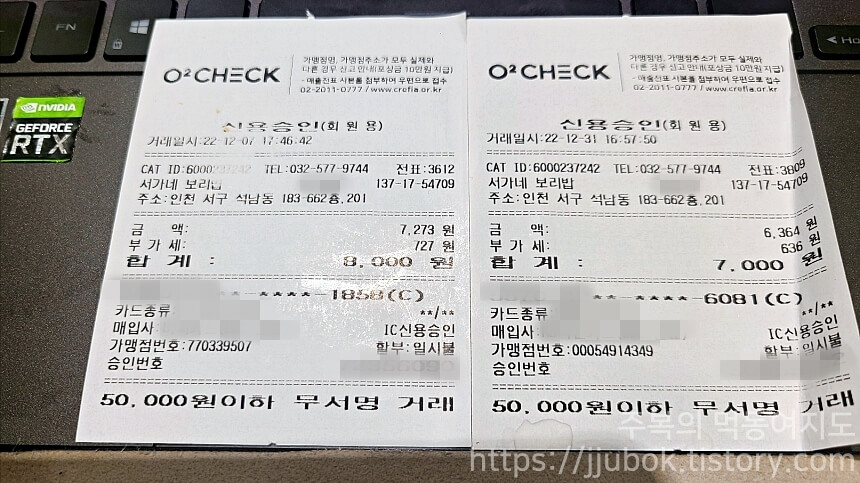 FN
Ho
NVIDIA
GEFORCE
RTX
O²CHECK
가맹점명, 가맹점주소가 모두 실제와
다른 경우 신고 안내(포상금 10만원 지급)
- 매출전표 사본를 첨부하여 우편으로 접수
02-2011-0777 / www.crefia.or.kr
신용승인(회 원 용)
거래일시:22-12-07 17:46:42
CAT ID:6000237242 TEL:032-577-9744 전표:3612
서가네 보리밥 137-17-54709
주소:인천 서구 석남동 183-662흉,201
금 액: 7,273 원
부 가 세: 727 원
합 계 : 8,000 원
**-****-1858(C)
카드종류 **/**
매입사: IC신용승인
가맹점번호:770339507 할부:일시불
승인번호
50,000원이하 무서명 거래
O²CHECK
가맹점명, 가맹점주소가 모두 실제와
다른 경우 신고 안내(포상금 10만원 지급)
- 매출전표 사본를 첨부하여 우편으로 접수
02-2011-0777 / www.crefia.or.kr
신용승인(회 원 용)
거래일시:22-12-31 16:57:50
CAT ID:6000237242 TEL:032-577-9744 전표:3809
서가네 보리밥 137-17-54709
주소:인천 서구 석남동 183-662흉,201
금 액: 6,364 원
부 가 세: 636 원
합 계 : 7,000 원
**-****-6081(C)
카드종류 **/**
매입사: IC신용승인
가맹점번호:00054914349 할부:일시불
승인번호
50,000원이하 무서명 거래
주복의 먹동여지도
https://jjubok.tistory.com